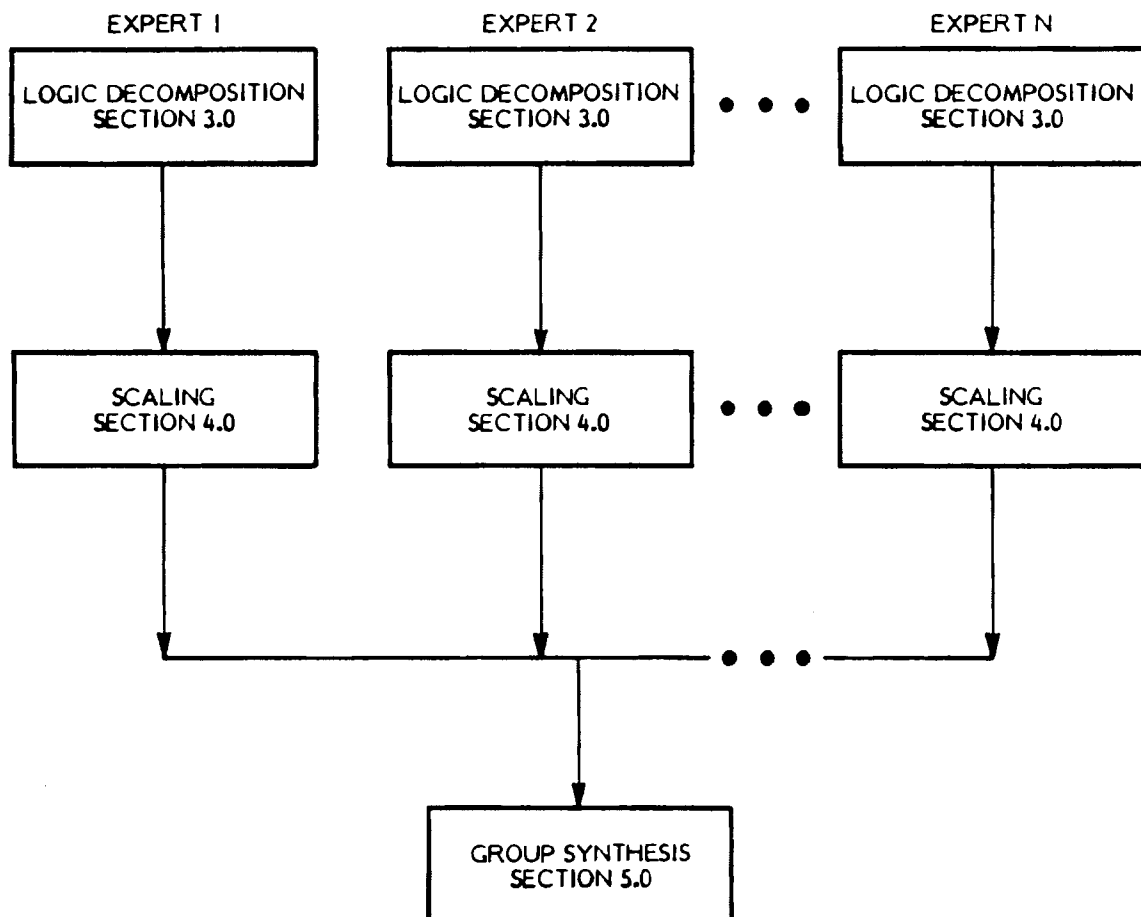 EXPERT 1
EXPERT 2
EXPERT N
LOGIC DECOMPOSITION
SECTION 3.0
LOGIC DECOMPOSITION
SECTION 3.0
LOGIC DECOMPOSITION
SECTION 3.0
SCALING
SECTION 4.0
SCALING
SECTION 4.0
SCALING
SECTION 4.0
GROUP SYNTHESIS
SECTION 5.0